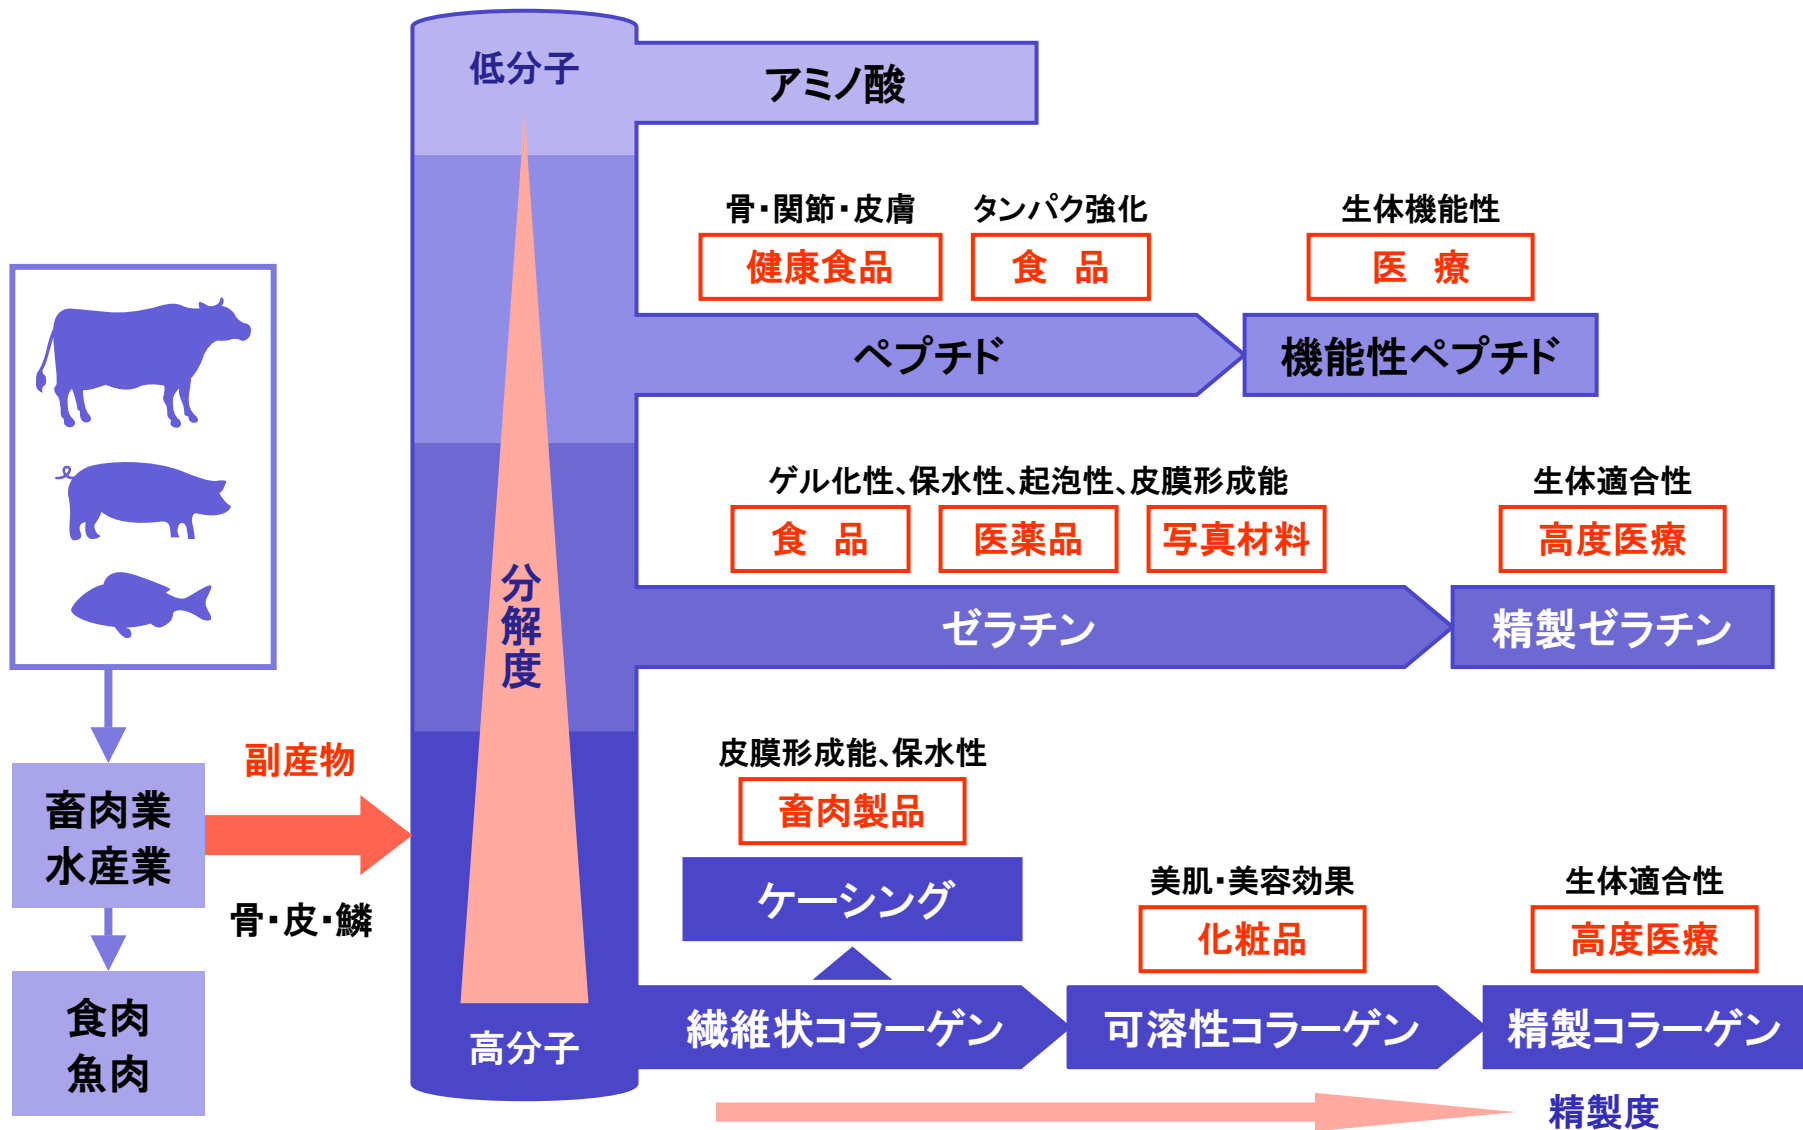 低分子
アミノ酸
骨・関節・皮膚
健康食品
タンパク強化
食　品
生体機能性
医　療
ペプチド
機能性ペプチド
ゲル化性、保水性、起泡性、皮膜形成能
食　品
医薬品
写真材料
生体適合性
高度医療
分解度
ゼラチン
精製ゼラチン
副産物
畜肉業
水産業
骨・皮・鱗
食肉
魚肉
皮膜形成能、保水性
畜肉製品
ケーシング
美肌・美容効果
化粧品
生体適合性
高度医療
高分子
繊維状コラーゲン
可溶性コラーゲン
精製コラーゲン
精製度